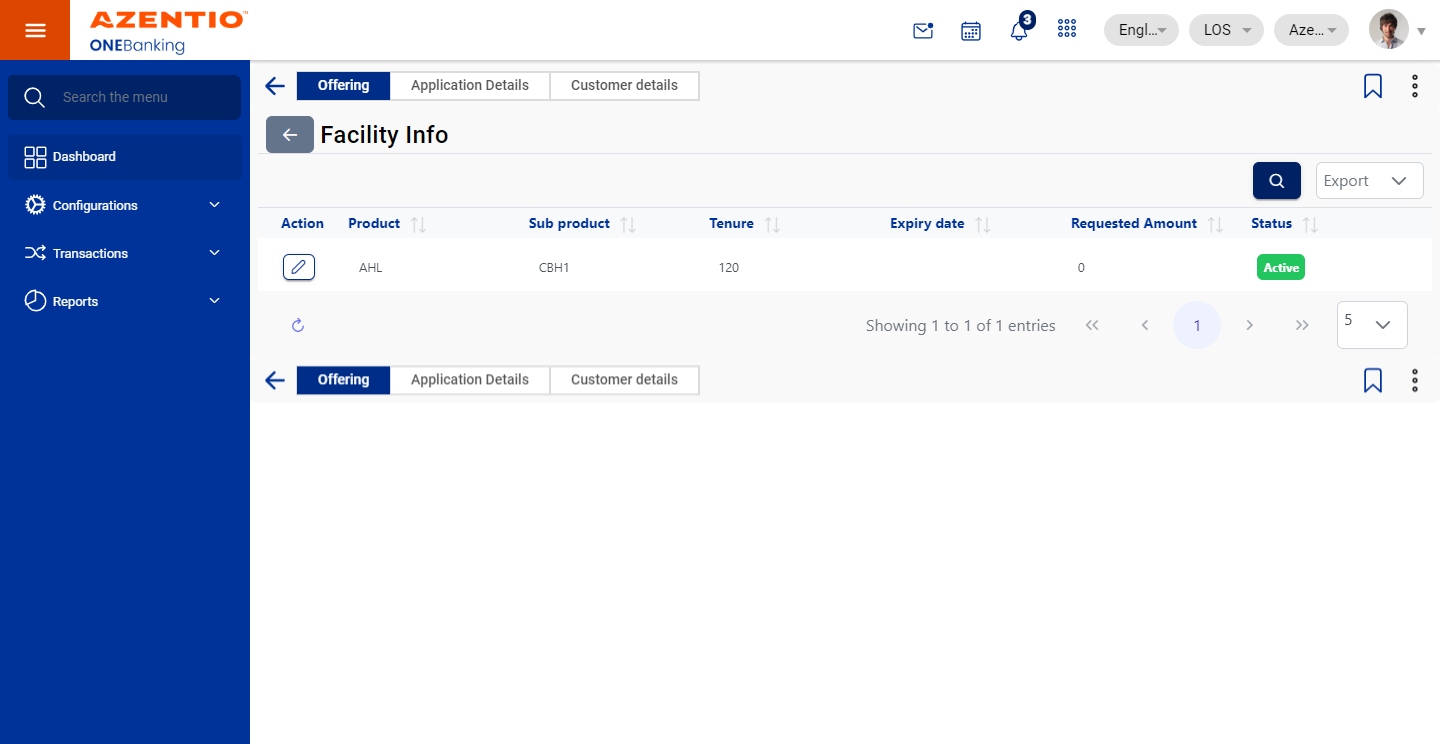 AZENTIO™
ONEBanking
3
Engl...
LOS
Aze...
Search the menu
Dashboard
Configurations
Transactions
Reports
Offering
Application Details
Customer details
Facility Info
Export
Action Product Sub product Tenure Expiry date Requested Amount Status
AHL CBH1 120 0 Active
Showing 1 to 1 of 1 entries
1
5
Offering
Application Details
Customer details